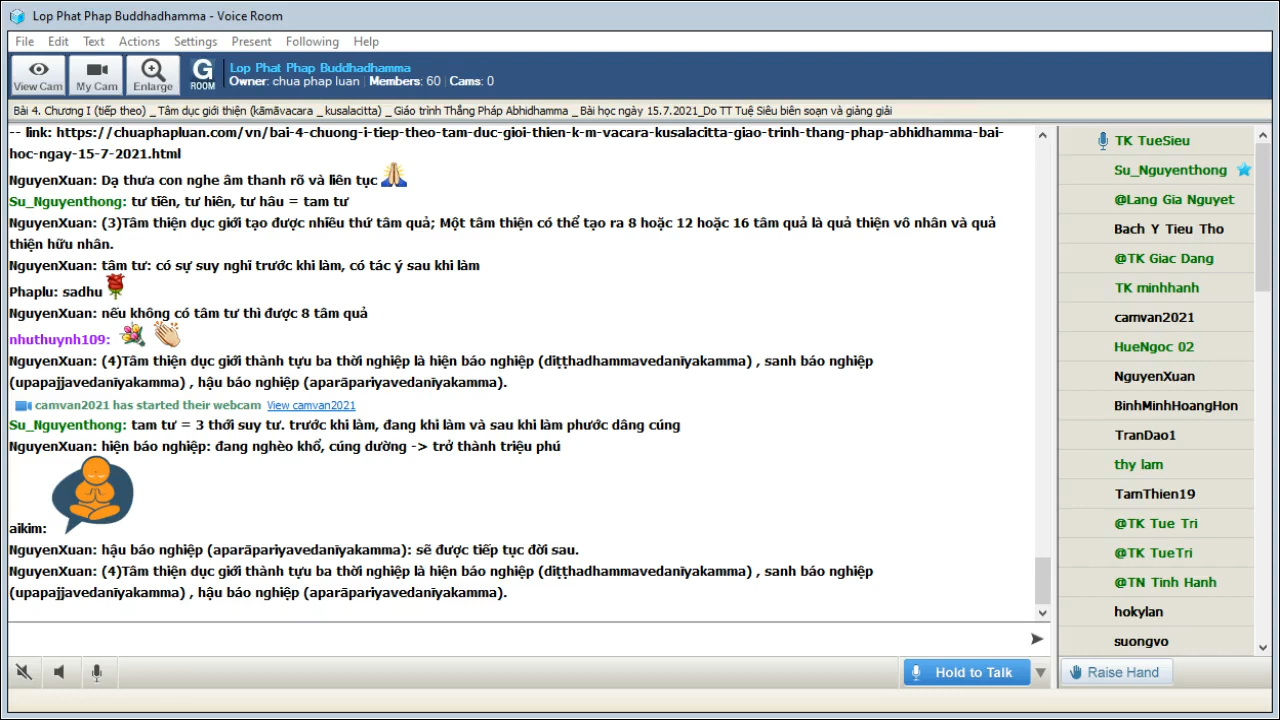 Lop Phat Phap Buddhadhamma - Voice Room
File Edit Text Actions Settings Present Following Help
View Cam My Cam Enlarge G ROOM
Lop Phat Phap Buddhadhamma
Owner: chua phap luan | Members: 60 | Cams: 0
Bài 4. Chương I (tiếp theo) _ Tâm dục giới thiện (kāmāvacara _ kusalacitta) _ Giáo trình Thắng Pháp Abhidhamma _ Bài học ngày 15.7.2021_Do TT Tuệ Siêu biên soạn và giảng giải
-- link: https://chuaphapluan.com/vn/bai-4-chuong-i-tiep-theo-tam-duc-gioi-thien-k-m-vacara-kusalacitta-giao-trinh-thang-phap-abhidhamma-bai-
hoc-ngay-15-7-2021.html
NguyenXuan: Dạ thưa con nghe âm thanh rõ và liên tục
Su_Nguyenthong: tư tiền, tư hiện, tư hậu = tam tư
NguyenXuan: (3)Tâm thiện dục giới tạo được nhiều thứ tâm quả; Một tâm thiện có thể tạo ra 8 hoặc 12 hoặc 16 tâm quả là quả thiện vô nhân và quả
thiện hữu nhân.
NguyenXuan: tâm tư: có sự suy nghĩ trước khi làm, có tác ý sau khi làm
Phaplu: sadhu
NguyenXuan: nếu không có tâm tư thì được 8 tâm quả
nhuthuynh109:
NguyenXuan: (4)Tâm thiện dục giới thành tựu ba thời nghiệp là hiện báo nghiệp (diṭṭhadhammavedanīyakamma) , sanh báo nghiệp
(upapajjavedanīyakamma) , hậu báo nghiệp (aparāpariyavedanīyakamma).
camvan2021 has started their webcam View camvan2021
Su_Nguyenthong: tam tư = 3 thới suy tư. trước khi làm, đang khi làm và sau khi làm phước dâng cúng
NguyenXuan: hiện báo nghiệp: đang nghèo khổ, cúng dường -> trở thành triệu phú
aikim:
NguyenXuan: hậu báo nghiệp (aparāpariyavedanīyakamma): sẽ được tiếp tục đời sau.
NguyenXuan: (4)Tâm thiện dục giới thành tựu ba thời nghiệp là hiện báo nghiệp (diṭṭhadhammavedanīyakamma) , sanh báo nghiệp
(upapajjavedanīyakamma) , hậu báo nghiệp (aparāpariyavedanīyakamma).
TK TueSieu
Su_Nguyenthong
@Lang Gia Nguyet
Bach Y Tieu Tho
@TK Giac Dang
TK minhhanh
camvan2021
HueNgoc 02
NguyenXuan
BinhMinhHoangHon
TranDao1
thy lam
TamThien19
@TK Tue Tri
@TK TueTri
@TN Tinh Hanh
hokylan
suongvo
Hold to Talk
Raise Hand